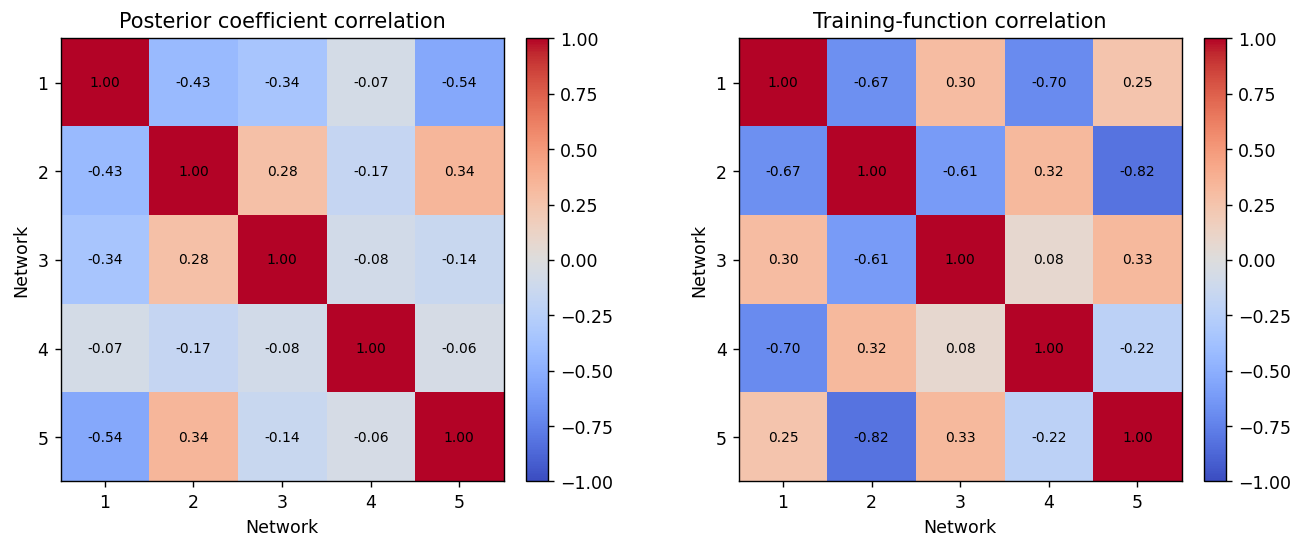 Posterior coefficient correlation
1 1.00 -0.43 -0.34 -0.07 -0.54
2 -0.43 1.00 0.28 -0.17 0.34
3 -0.34 0.28 1.00 -0.08 -0.14
4 -0.07 -0.17 -0.08 1.00 -0.06
5 -0.54 0.34 -0.14 -0.06 1.00
1 2 3 4 5
Network
Network
1.00
0.75
0.50
0.25
0.00
−0.25
−0.50
−0.75
−1.00
Training-function correlation
1 1.00 -0.67 0.30 -0.70 0.25
2 -0.67 1.00 -0.61 0.32 -0.82
3 0.30 -0.61 1.00 0.08 0.33
4 -0.70 0.32 0.08 1.00 -0.22
5 0.25 -0.82 0.33 -0.22 1.00
1 2 3 4 5
Network
Network
1.00
0.75
0.50
0.25
0.00
−0.25
−0.50
−0.75
−1.00